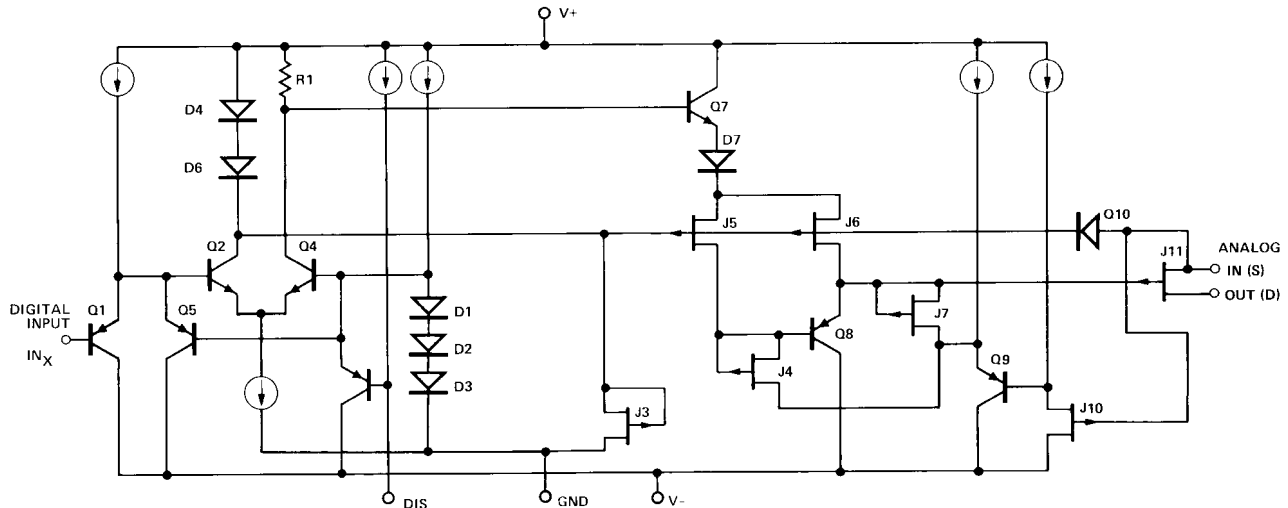 V+
R1
D4
Q7
D7
D6
J5
J6
Q10
J11
ANALOG
IN (S)
OUT (D)
Q2
Q4
DIGITAL
INPUT
INX
Q1
Q5
D1
D2
D3
Q8
J7
J4
Q9
J3
J10
DIS
GND
V–